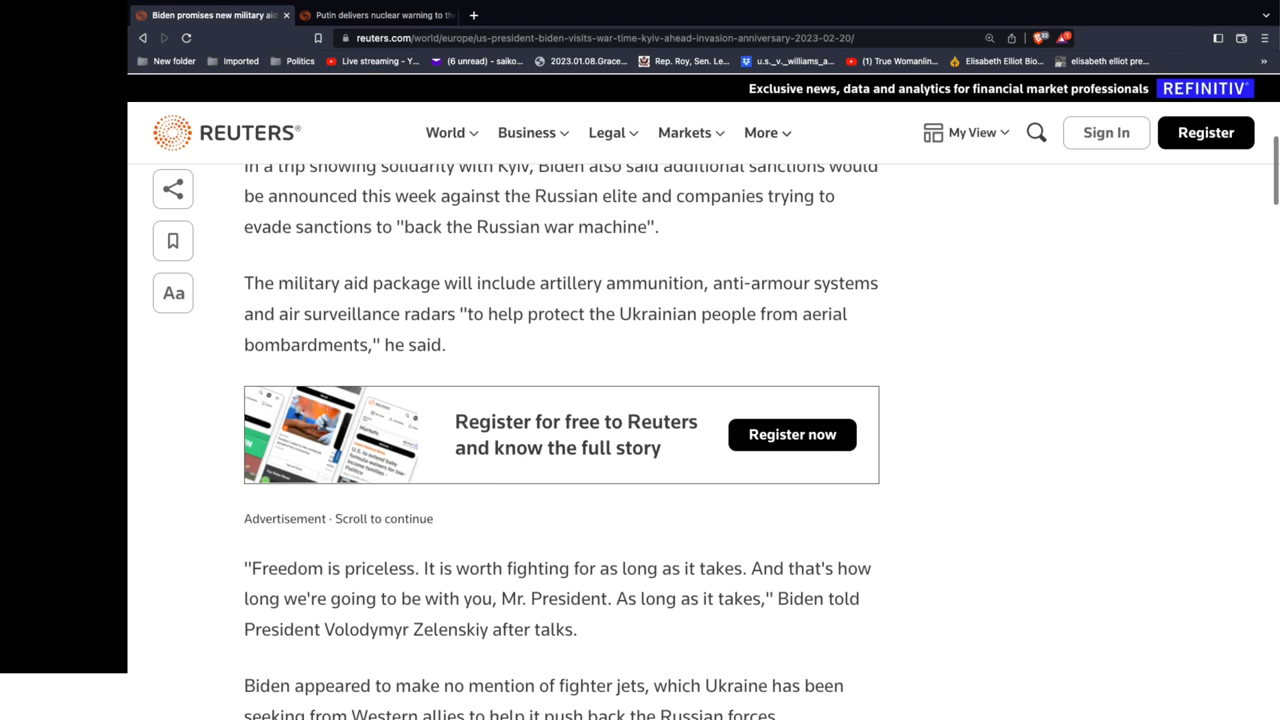 Biden promises new military aid
Putin delivers nuclear warning to th
reuters.com/world/europe/us-president-biden-visits-war-time-kyiv-ahead-invasion-anniversary-2023-02-20/
New folder Imported Politics Live streaming - Y... (6 unread) - saiko... 2023.01.08.Grace... Rep. Roy, Sen. Le... u.s._v._williams_a... (1) True Womanlin... Elisabeth Elliot Bio... elisabeth elliot pre... »
Exclusive news, data and analytics for financial market professionals REFINITIV
REUTERS® World Business Legal Markets More My View Sign In Register
In a trip showing solidarity with Kyiv, Biden also said additional sanctions would
be announced this week against the Russian elite and companies trying to
evade sanctions to "back the Russian war machine".
Aa
The military aid package will include artillery ammunition, anti-armour systems
and air surveillance radars "to help protect the Ukrainian people from aerial
bombardments," he said.
Register for free to Reuters
and know the full story
Register now
Advertisement · Scroll to continue
"Freedom is priceless. It is worth fighting for as long as it takes. And that's how
long we're going to be with you, Mr. President. As long as it takes," Biden told
President Volodymyr Zelenskiy after talks.
Biden appeared to make no mention of fighter jets, which Ukraine has been
seeking from Western allies to help it push back the Russian forces.